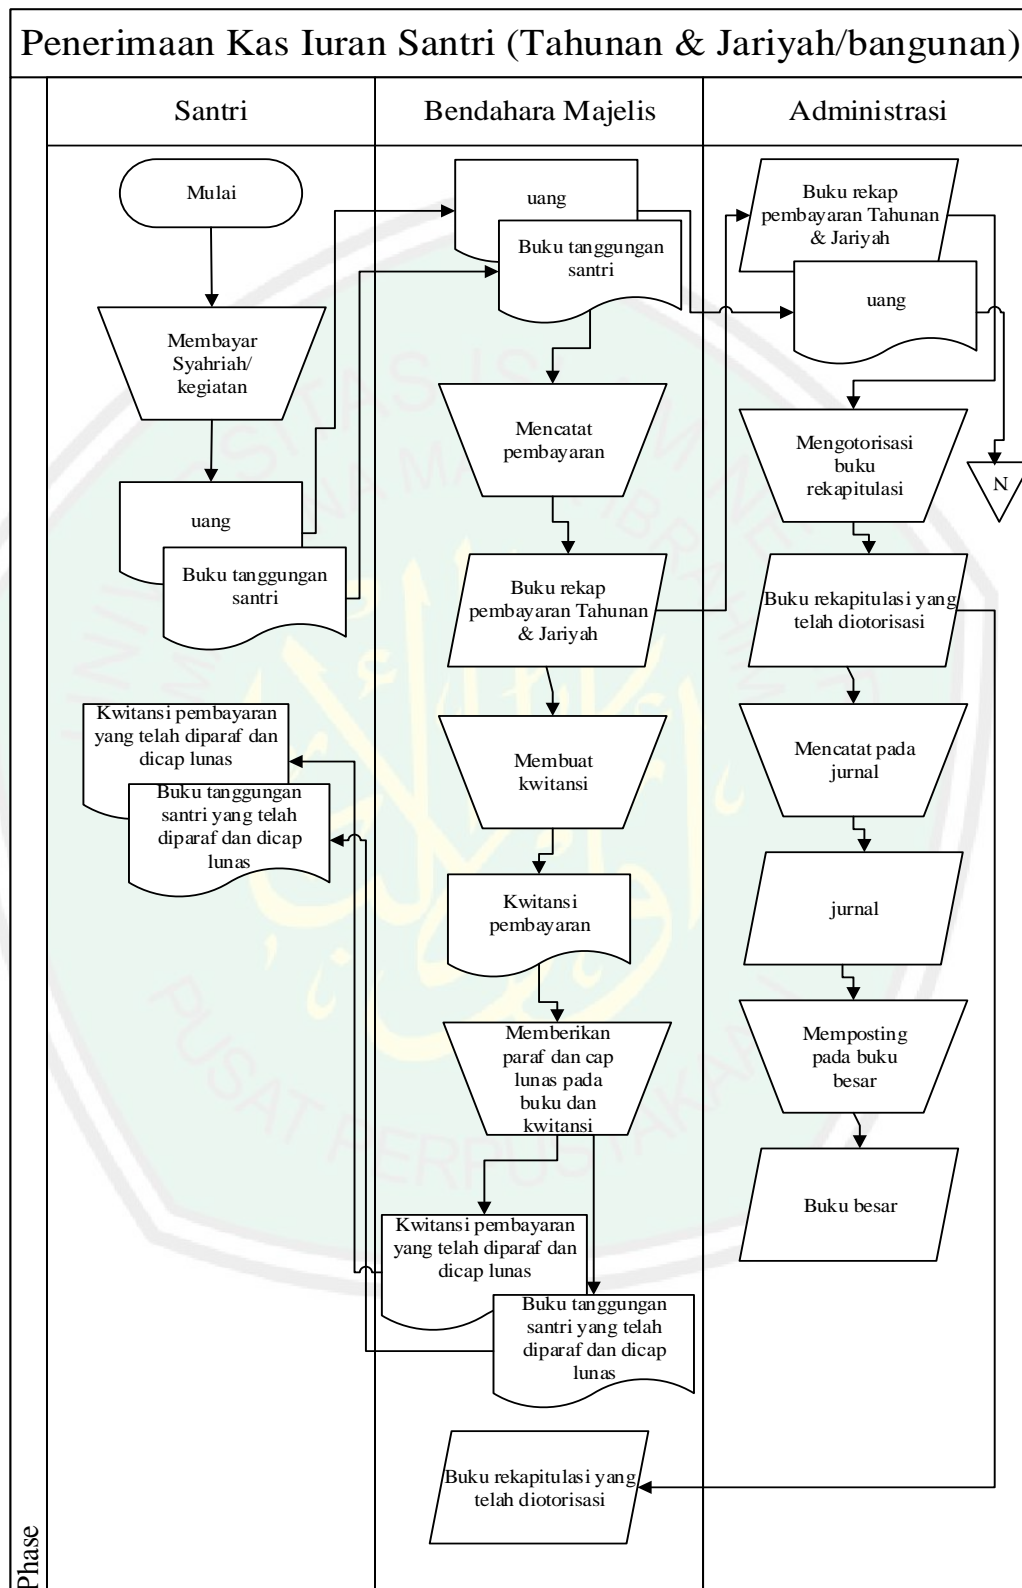 Penerimaan Kas Iuran Santri (Tahunan & Jariyah/bangunan)
Phase
Santri
Mulai
Membayar
Syahriah/
kegiatan
uang
Buku tanggungan
santri
Kwitansi pembayaran
yang telah diparaf dan
dicap lunas
Buku tanggungan
santri yang telah
diparaf dan dicap
lunas
Bendahara Majelis
uang
Buku tanggungan
santri
Mencatat
pembayaran
Buku rekap
pembayaran Tahunan
& Jariyah
Membuat
kwitansi
Kwitansi
pembayaran
Memberikan
paraf dan cap
lunas pada
buku dan
kwitansi
Kwitansi pembayaran
yang telah diparaf dan
dicap lunas
Buku tanggungan
santri yang telah
diparaf dan dicap
lunas
Buku rekapitulasi yang
telah diotorisasi
Administrasi
Buku rekap
pembayaran Tahunan
& Jariyah
uang
Mengotorisasi
buku
rekapitulasi
N
Buku rekapitulasi yang
telah diotorisasi
Mencatat pada
jurnal
jurnal
Memposting
pada buku
besar
Buku besar
PUSAT PERPUSTAKAAN